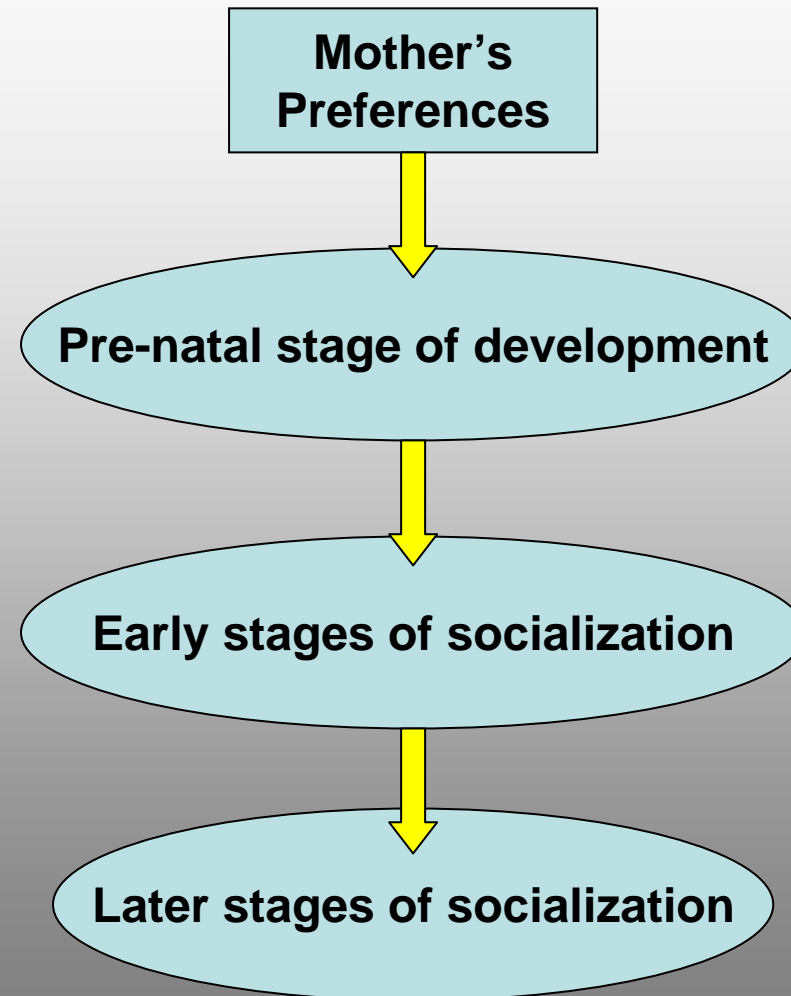 Mother’s
Preferences
Pre-natal stage of development
Early stages of socialization
Later stages of socialization